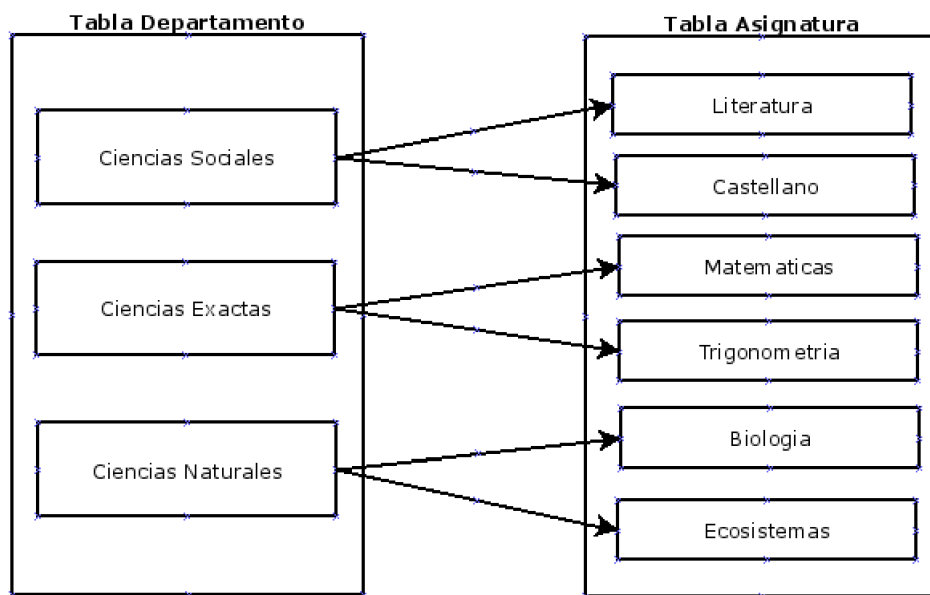 Tabla Departamento
Ciencias Sociales
Ciencias Exactas
Ciencias Naturales
Tabla Asignatura
Literatura
Castellano
Matematicas
Trigonometria
Biologia
Ecosistemas